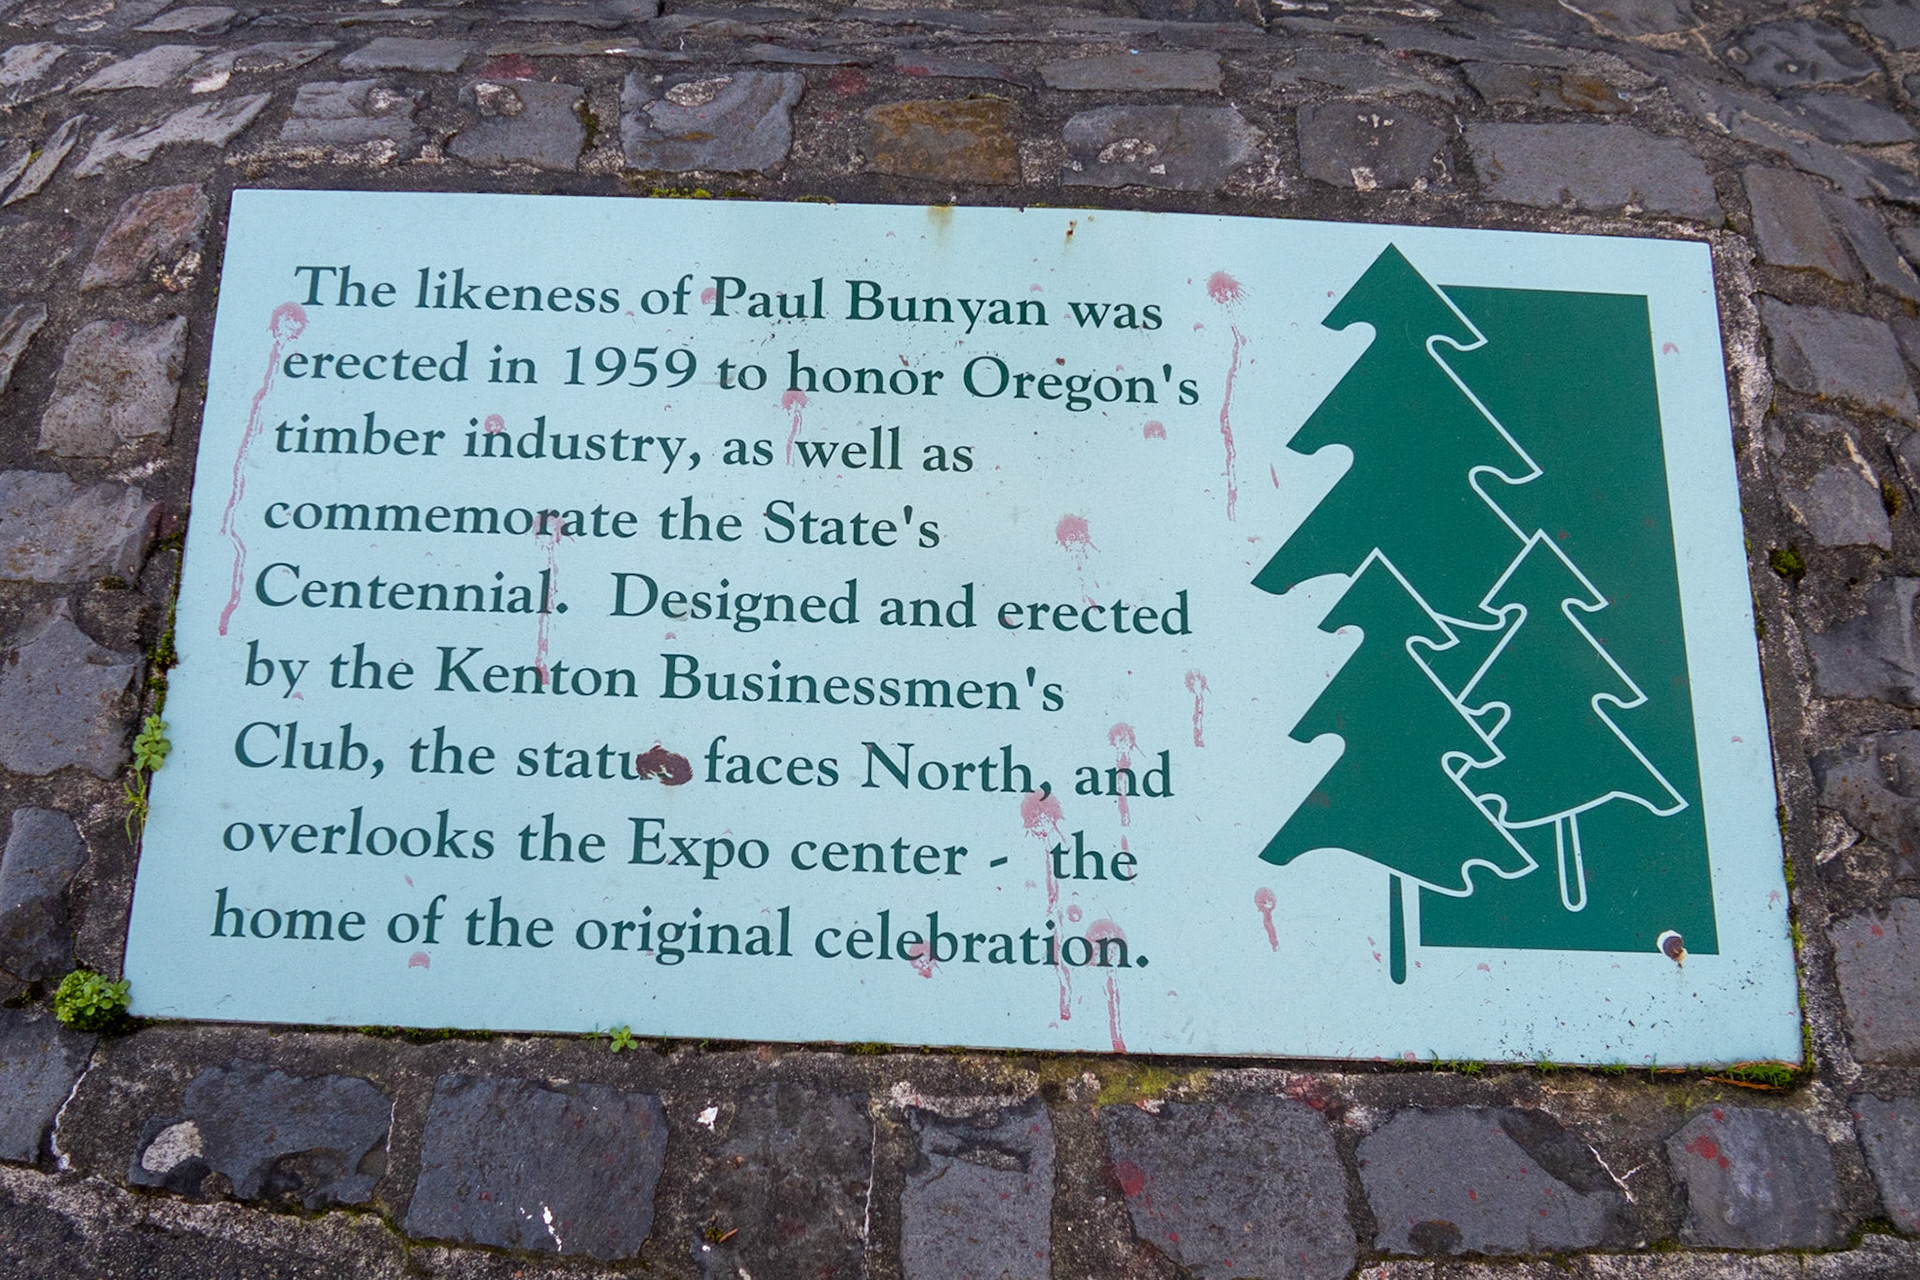 The likeness of Paul Bunyan was
erected in 1959 to honor Oregon's
timber industry, as well as
commemorate the State's
Centennial.  Designed and erected
by the Kenton Businessmen's
Club, the statue faces North, and
overlooks the Expo center -  the
home of the original celebration.